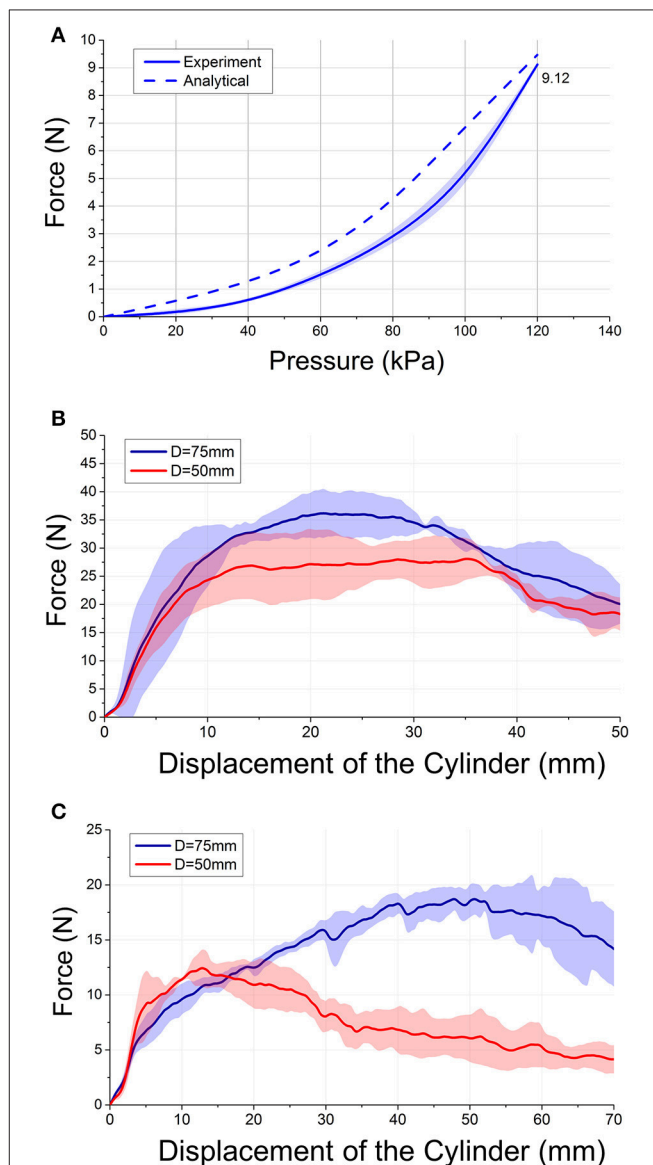 A
Experiment
Analytical
9.12
Force (N)
10
9
8
7
6
5
4
3
2
1
0
0 20 40 60 80 100 120 140
Pressure (kPa)
B
D=75mm
D=50mm
Force (N)
50
45
40
35
30
25
20
15
10
5
0
0 10 20 30 40 50
Displacement of the Cylinder (mm)
C
D=75mm
D=50mm
Force (N)
25
20
15
10
5
0
0 10 20 30 40 50 60 70
Displacement of the Cylinder (mm)